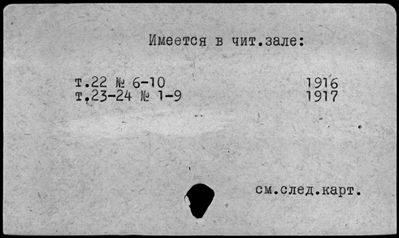 Имеется в чит.зале:
т.22 № 6-10 1916
т.23-24 № 1-9 1917
см.след.карт.